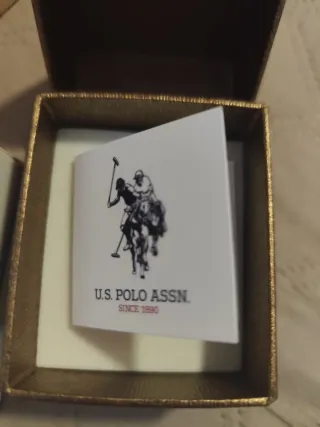 U.S. POLO ASSN.
SINCE 1890